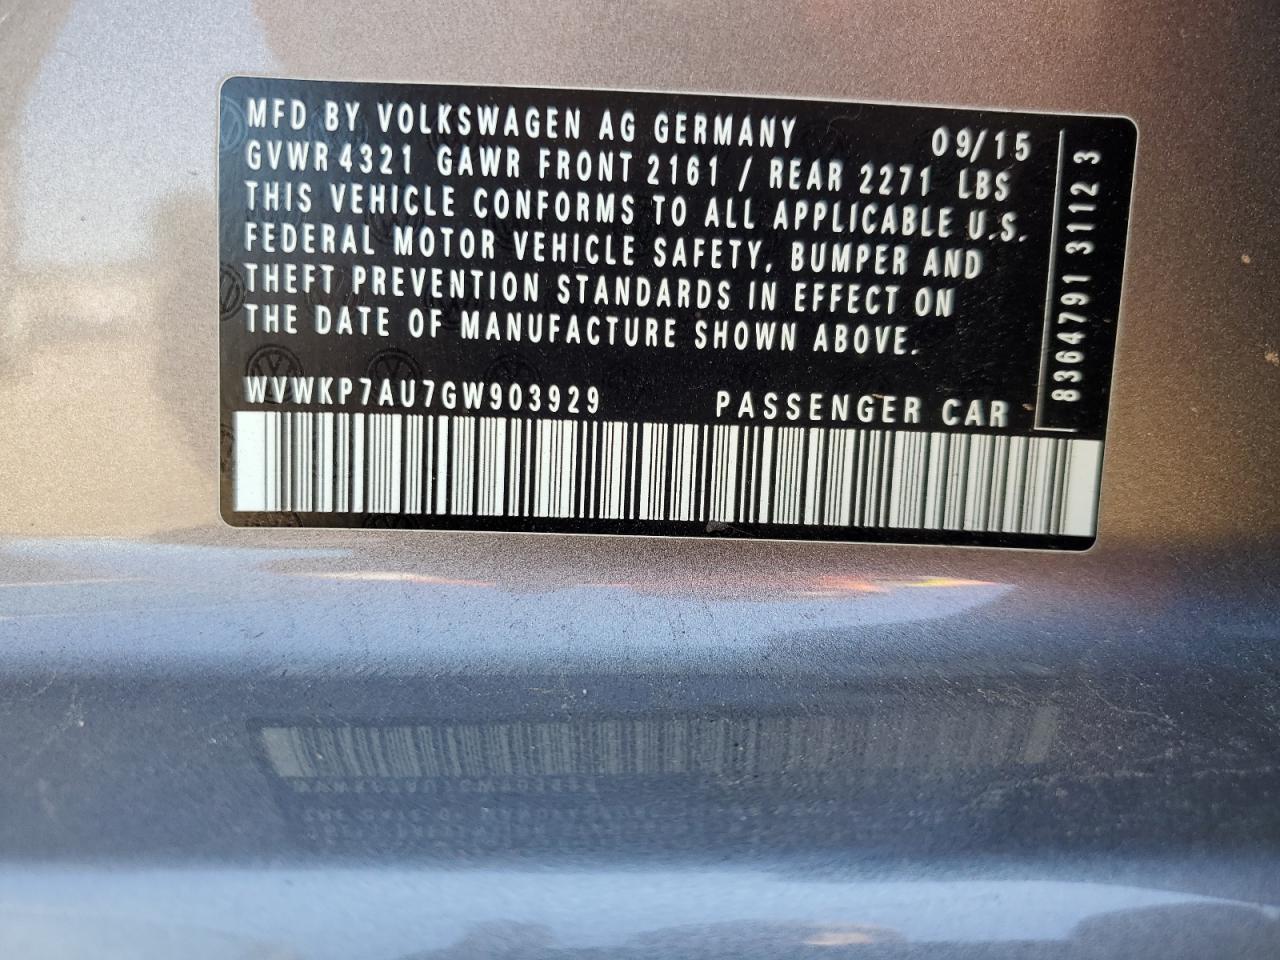 MFD BY VOLKSWAGEN AG GERMANY 09/15
GVWR 4321 GAWR FRONT 2161 / REAR 2271 LBS
THIS VEHICLE CONFORMS TO ALL APPLICABLE U.S.
FEDERAL MOTOR VEHICLE SAFETY, BUMPER AND
THEFT PREVENTION STANDARDS IN EFFECT ON
THE DATE OF MANUFACTURE SHOWN ABOVE.
WVWKP7AU7GW903929 PASSENGER CAR
8364791 3112 3